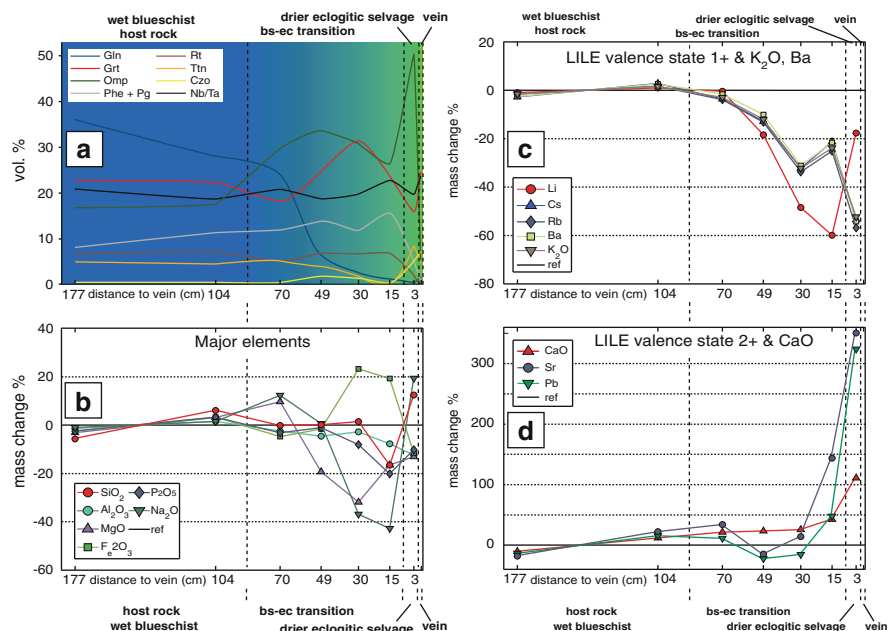 wet blueschist
host rock
drier eclogitic selvage
bs-ec transition
vein
Gln
Grt
Omp
Phe + Pg
Rt
Ttn
Czo
Nb/Ta
50
40
30
20
10
0
vol. %
a
177 distance to vein (cm) 104 70 49 30 15 3
wet blueschist
host rock
drier eclogitic selvage
bs-ec transition
vein
LILE valence state 1+ & K2O, Ba
20
0
-20
-40
-60
-80
mass change %
c
Li
Cs
Rb
Ba
K2O
ref
177 distance to vein (cm) 104 70 49 30 15 3
Major elements
40
20
0
-20
-40
-60
mass change %
b
SiO2
Al2O3
MgO
Fe2O3
P2O5
Na2O
ref
177 distance to vein (cm) 104 70 49 30 15 3
host rock
wet blueschist
bs-ec transition
drier eclogitic selvage
vein
LILE valence state 2+ & CaO
300
200
100
0
mass change %
d
CaO
Sr
Pb
ref
177 distance to vein (cm) 104 70 49 30 15 3
host rock
wet blueschist
bs-ec transition
drier eclogitic selvage
vein